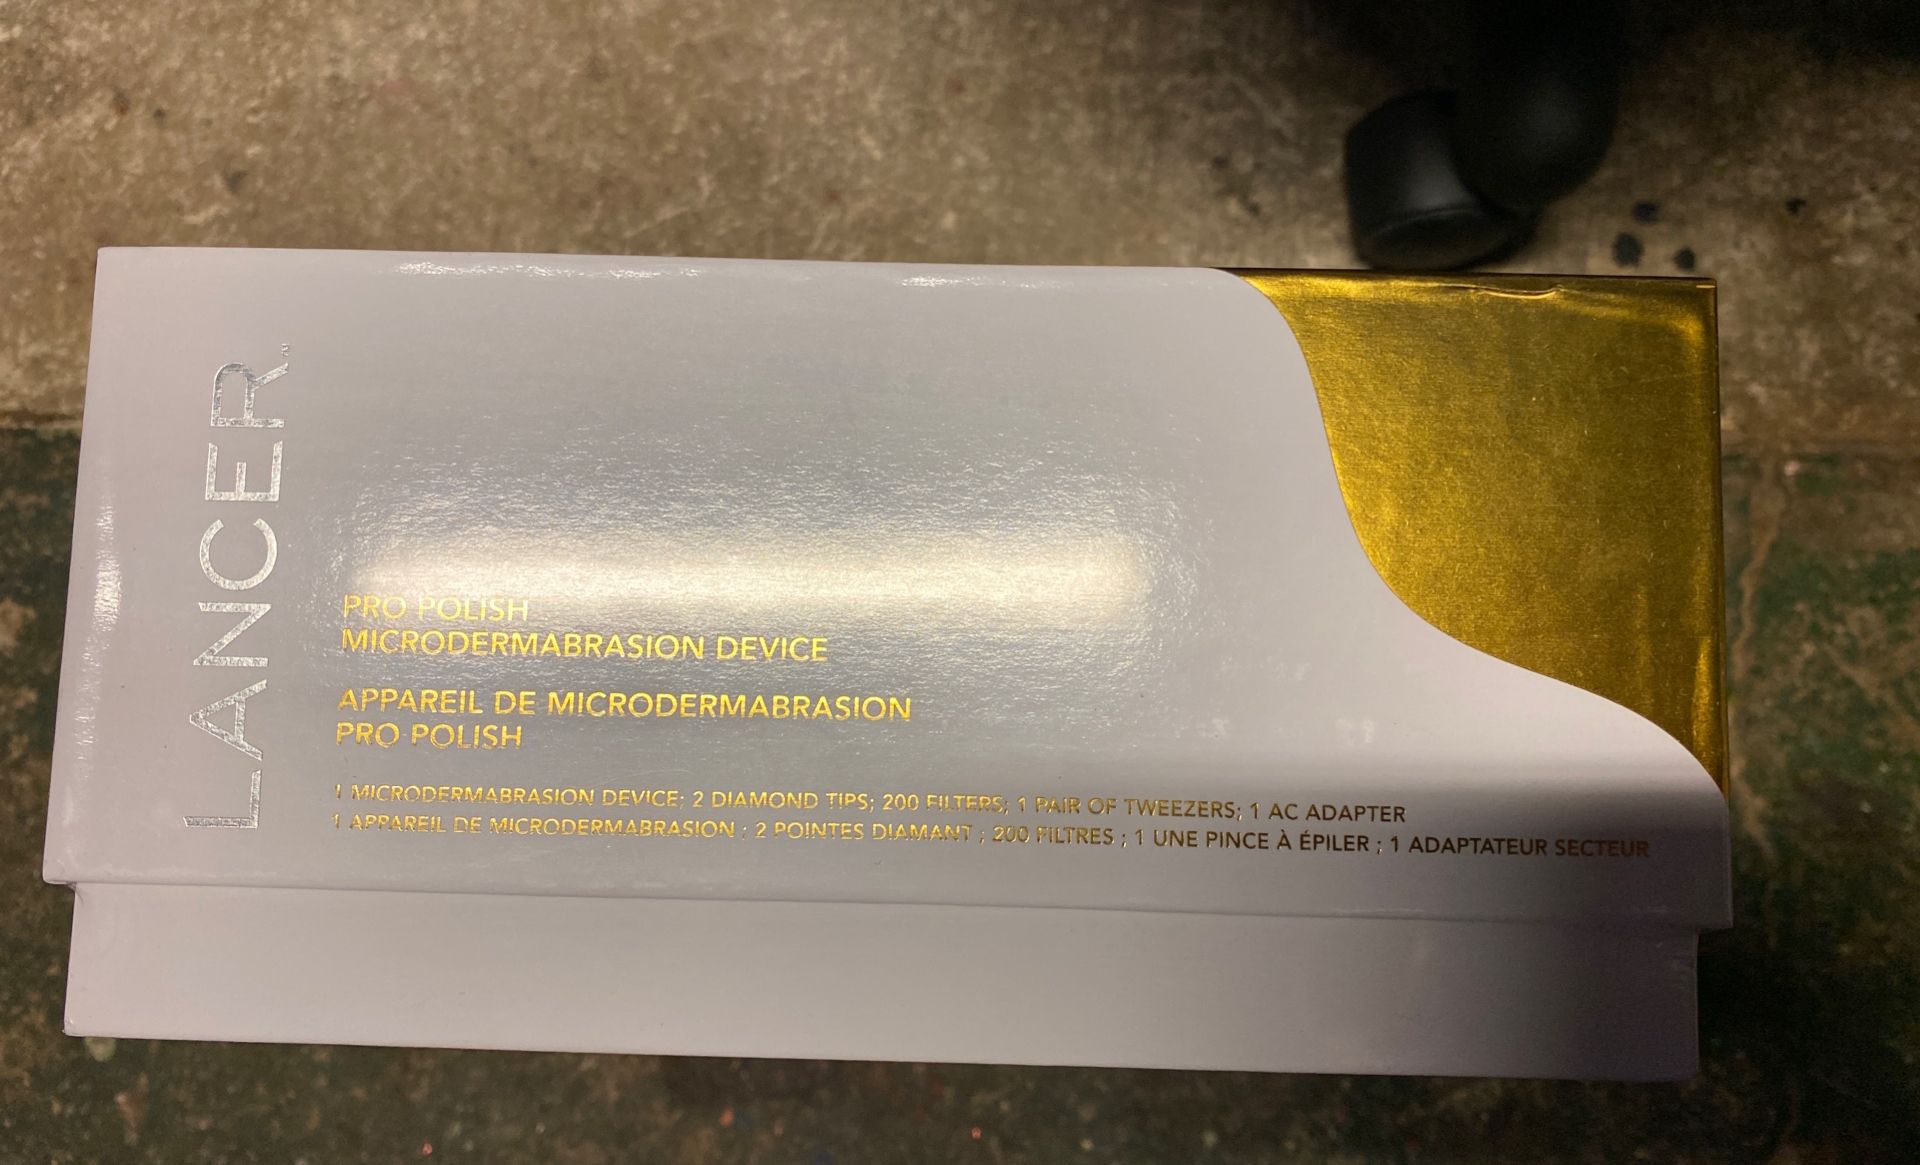 LANCER™
PRO POLISH
MICRODERMABRASION DEVICE
APPAREIL DE MICRODERMABRASION
PRO POLISH
1 MICRODERMABRASION DEVICE; 2 DIAMOND TIPS; 200 FILTERS; 1 PAIR OF TWEEZERS; 1 AC ADAPTER
1 APPAREIL DE MICRODERMABRASION ; 2 POINTES DIAMANT ; 200 FILTRES ; 1 UNE PINCE À ÉPILER ; 1 ADAPTATEUR SECTEUR